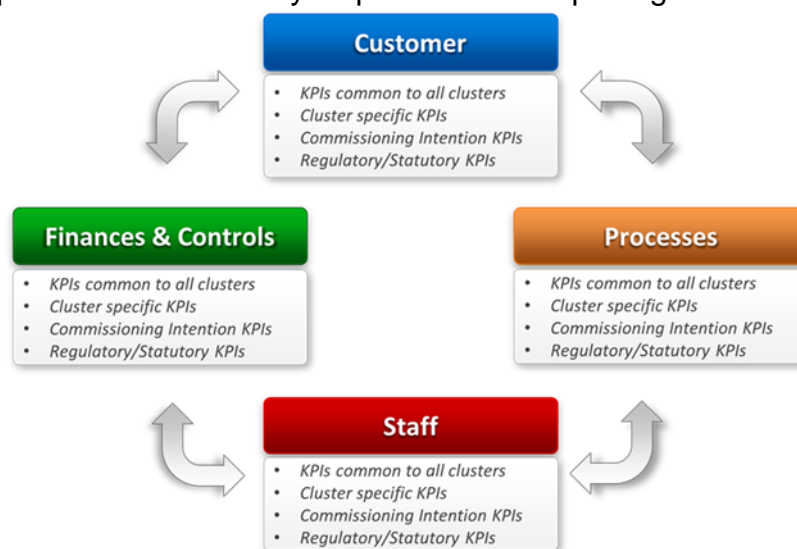 Customer
• KPIs common to all clusters
• Cluster specific KPIs
• Commissioning Intention KPIs
• Regulatory/Statutory KPIs
Finances & Controls
• KPIs common to all clusters
• Cluster specific KPIs
• Commissioning Intention KPIs
• Regulatory/Statutory KPIs
Processes
• KPIs common to all clusters
• Cluster specific KPIs
• Commissioning Intention KPIs
• Regulatory/Statutory KPIs
Staff
• KPIs common to all clusters
• Cluster specific KPIs
• Commissioning Intention KPIs
• Regulatory/Statutory KPIs